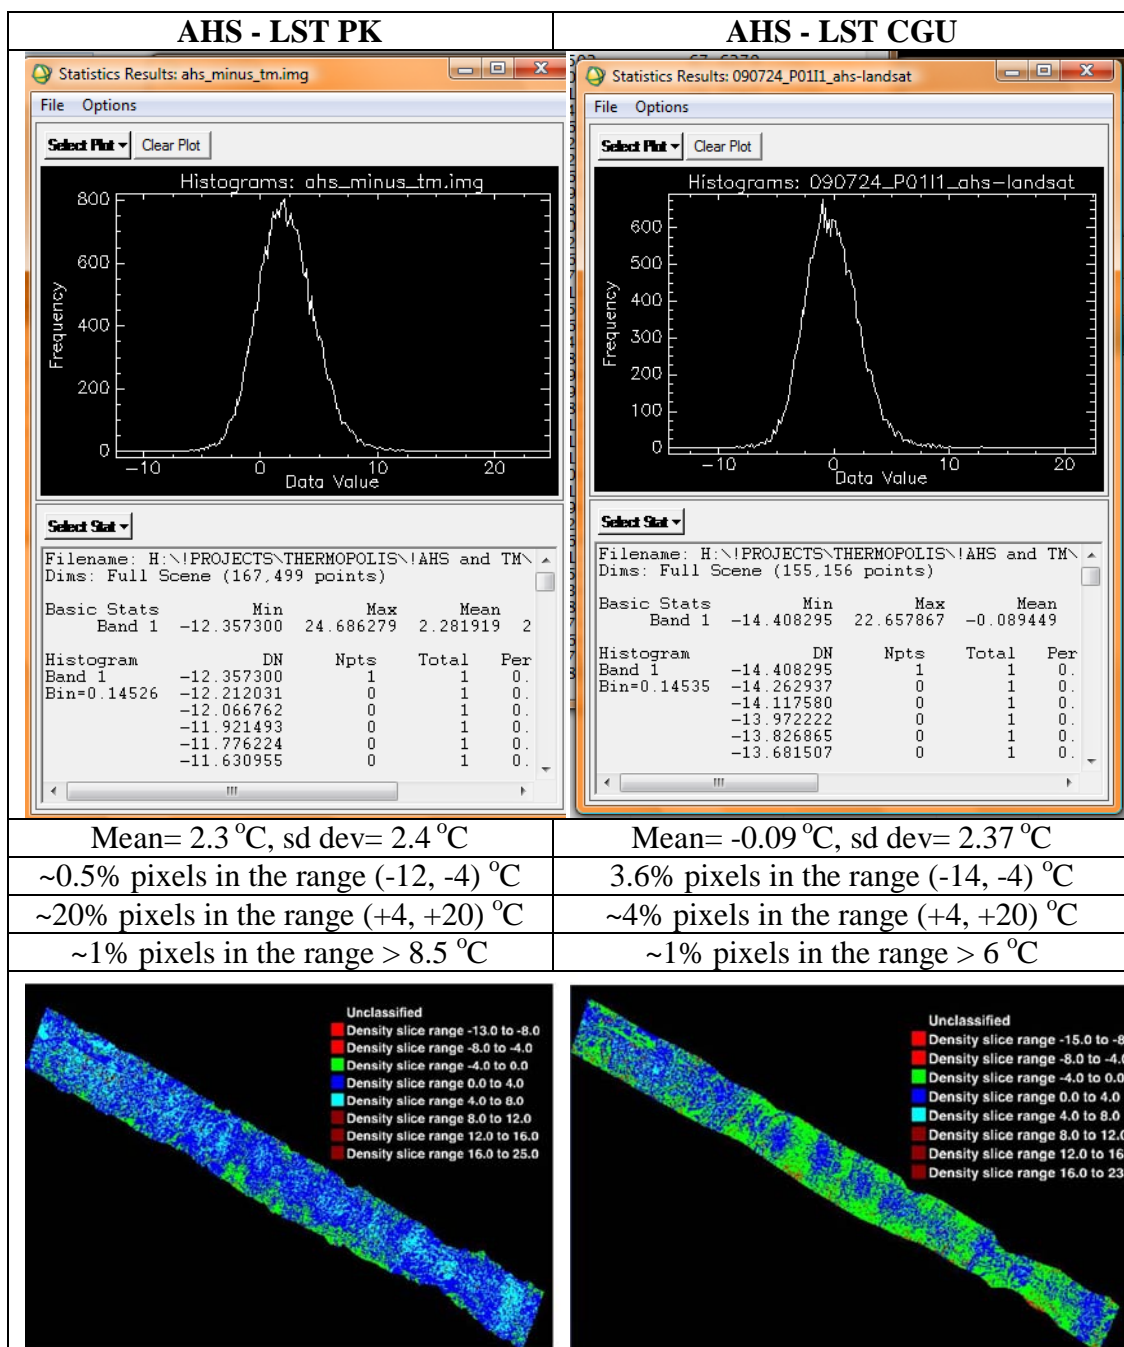 AHS - LST PK
AHS - LST CGU
Statistics Results: ahs_minus_tm.img
File Options
Select Plot Clear Plot
Histograms: ahs_minus_tm.img
800
600
400
200
0
Frequency
-10 0 10 20
Data Value
Select Stat
Filename: H:\!PROJECTS\THERMOPOLIS\!AHS and TM\
Dims: Full Scene (167,499 points)
Basic Stats Min Max Mean
Band 1 -12.357300 24.686279 2.281919 2
Histogram DN Npts Total Per
Band 1 -12.357300 1 1 0.
Bin=0.14526 -12.212031 0 1 0.
-12.066762 0 1 0.
-11.921493 0 1 0.
-11.776224 0 1 0.
-11.630955 0 1 0.
Statistics Results: 090724_P01I1_ahs-landsat
File Options
Select Plot Clear Plot
Histograms: 090724_P01I1_ahs-landsat
600
500
400
300
200
100
0
Frequency
-10 0 10 20
Data Value
Select Stat
Filename: H:\!PROJECTS\THERMOPOLIS\!AHS and TM\
Dims: Full Scene (155,156 points)
Basic Stats Min Max Mean
Band 1 -14.408295 22.657867 -0.089449
Histogram DN Npts Total Per
Band 1 -14.408295 1 1 0.
Bin=0.14535 -14.262937 0 1 0.
-14.117580 0 1 0.
-13.972222 0 1 0.
-13.826865 0 1 0.
-13.681507 0 1 0.
Mean= 2.3 °C, sd dev= 2.4 °C
Mean= -0.09 °C, sd dev= 2.37 °C
~0.5% pixels in the range (-12, -4) °C
3.6% pixels in the range (-14, -4) °C
~20% pixels in the range (+4, +20) °C
~4% pixels in the range (+4, +20) °C
~1% pixels in the range > 8.5 °C
~1% pixels in the range > 6 °C
Unclassified
Density slice range -13.0 to -8.0
Density slice range -8.0 to -4.0
Density slice range -4.0 to 0.0
Density slice range 0.0 to 4.0
Density slice range 4.0 to 8.0
Density slice range 8.0 to 12.0
Density slice range 12.0 to 16.0
Density slice range 16.0 to 25.0
Unclassified
Density slice range -15.0 to -8
Density slice range -8.0 to -4.0
Density slice range -4.0 to 0.0
Density slice range 0.0 to 4.0
Density slice range 4.0 to 8.0
Density slice range 8.0 to 12.0
Density slice range 12.0 to 16
Density slice range 16.0 to 23